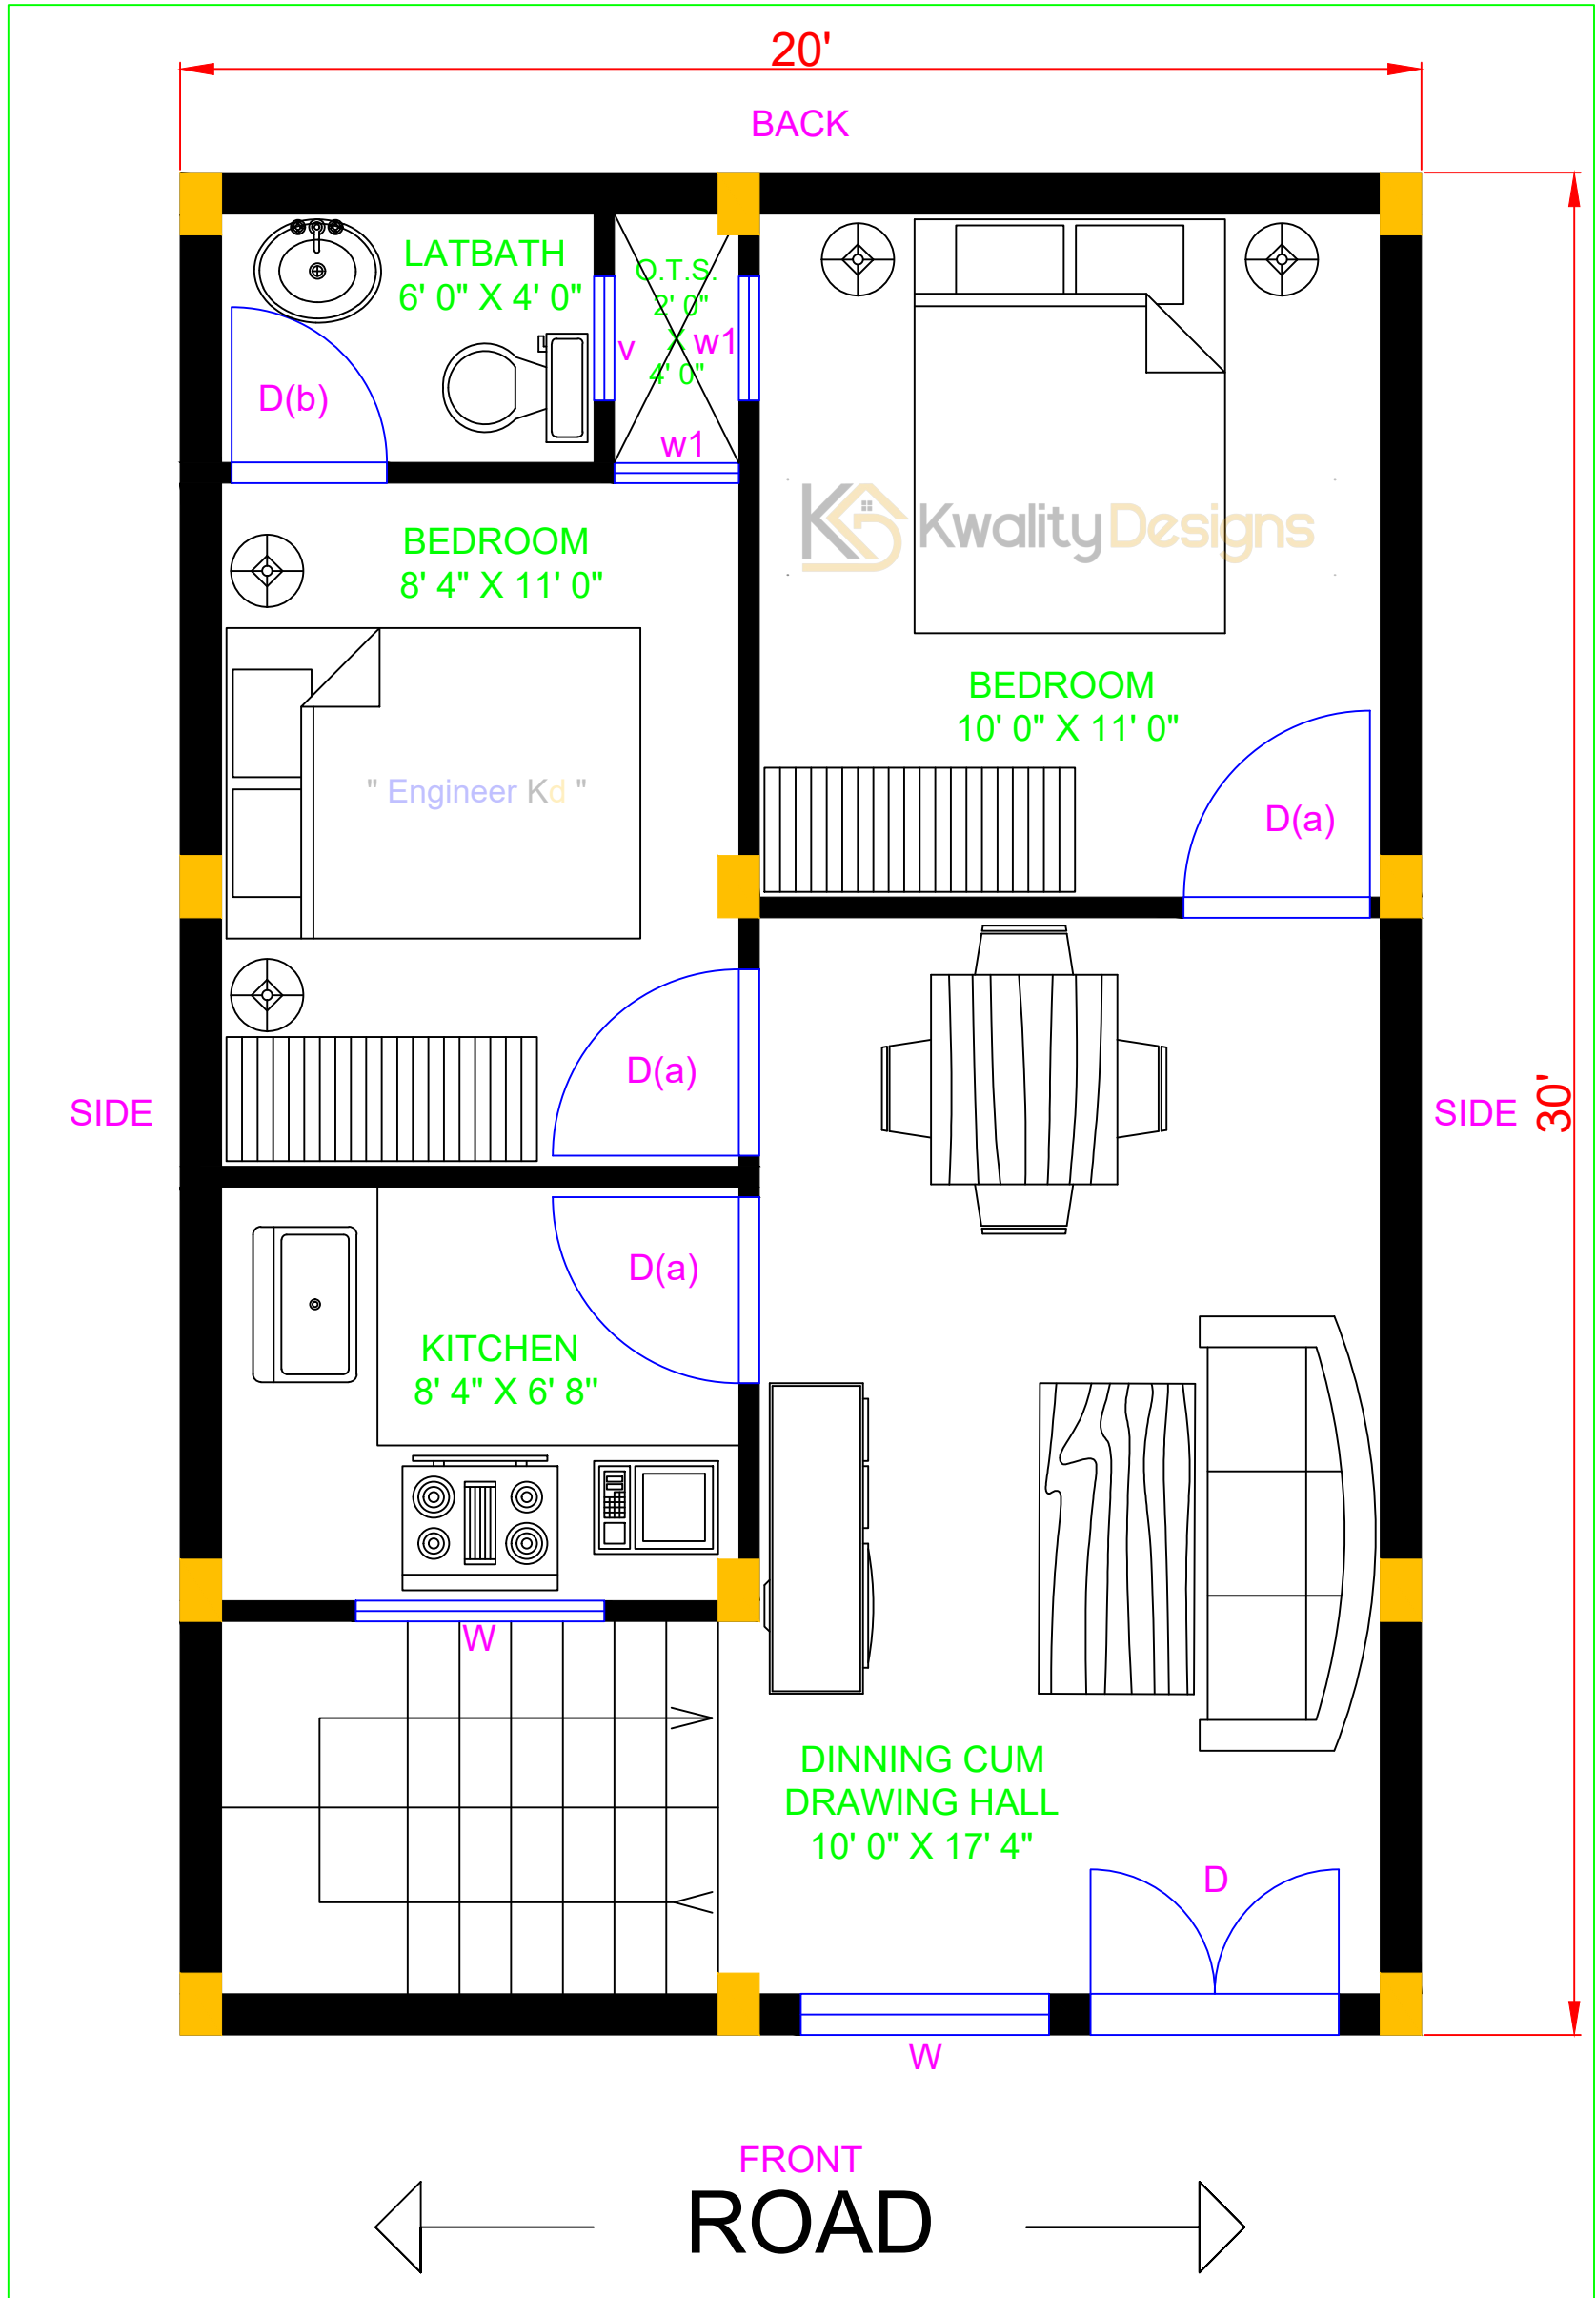 20'
BACK
LATBATH
6' 0" X 4' 0"
O.T.S.
2' 0"
X
4' 0"
v
w1
D(b)
w1
KwalityDesigns
BEDROOM
8' 4" X 11' 0"
BEDROOM
10' 0" X 11' 0"
" Engineer Kd "
D(a)
D(a)
SIDE
SIDE
30'
D(a)
KITCHEN
8' 4" X 6' 8"
W
DINNING CUM
DRAWING HALL
10' 0" X 17' 4"
D
W
FRONT
ROAD